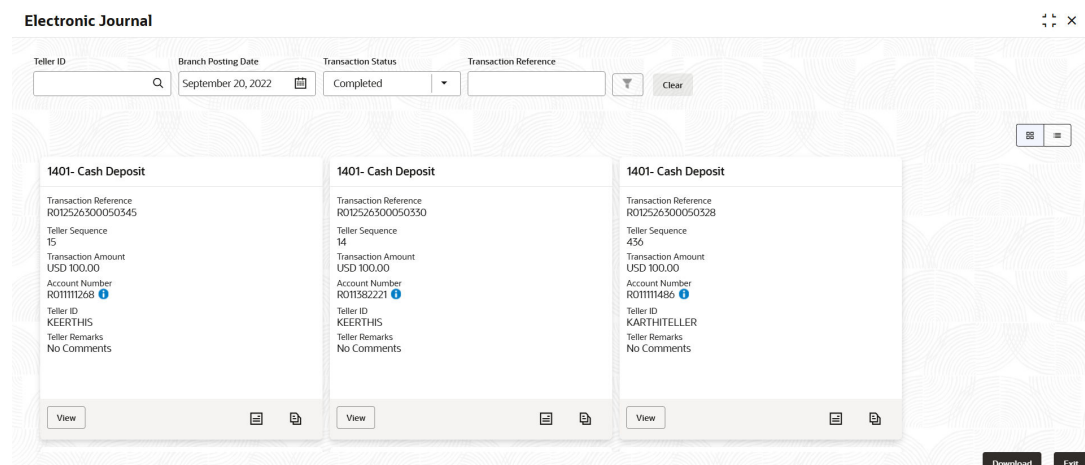 Electronic Journal
Teller ID
Branch Posting Date
Transaction Status
Transaction Reference
September 20, 2022
Completed
Clear
1401- Cash Deposit
Transaction Reference
R012526300050345
Teller Sequence
15
Transaction Amount
USD 100.00
Account Number
R011111268
Teller ID
KEERTHIS
Teller Remarks
No Comments
View
1401- Cash Deposit
Transaction Reference
R012526300050330
Teller Sequence
14
Transaction Amount
USD 100.00
Account Number
R011382221
Teller ID
KEERTHIS
Teller Remarks
No Comments
View
1401- Cash Deposit
Transaction Reference
R012526300050328
Teller Sequence
436
Transaction Amount
USD 100.00
Account Number
R011111486
Teller ID
KARTHITELLER
Teller Remarks
No Comments
View
Download
Exit